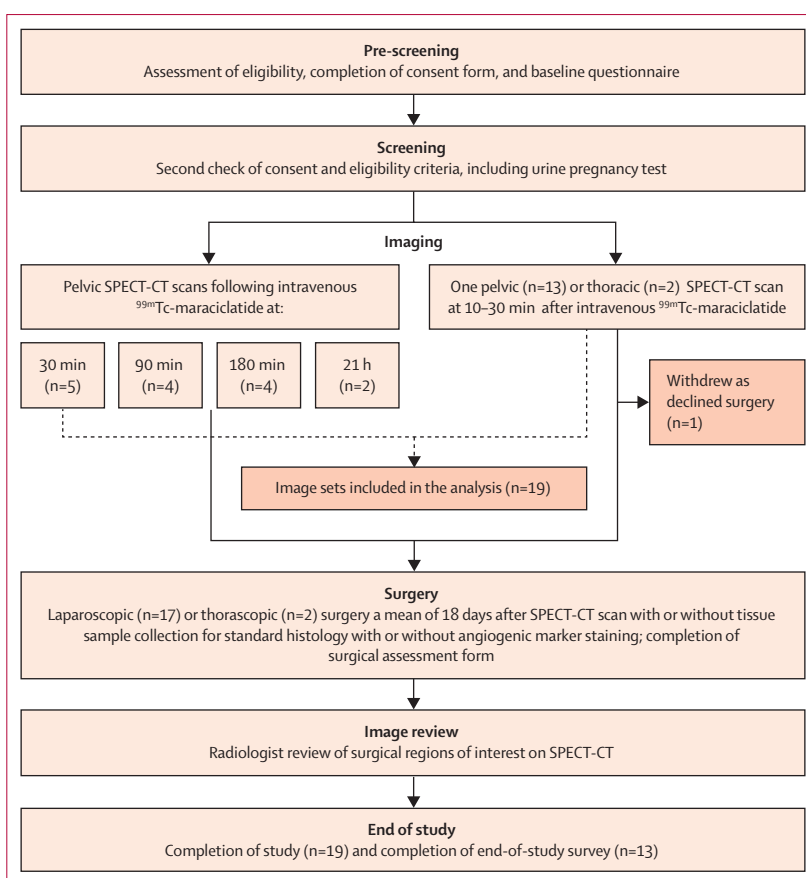 Pre-screening
Assessment of eligibility, completion of consent form, and baseline questionnaire
Screening
Second check of consent and eligibility criteria, including urine pregnancy test
Imaging
Pelvic SPECT-CT scans following intravenous
⁹⁹ᵐTc-maraciclatide at:
30 min
(n=5)
90 min
(n=4)
180 min
(n=4)
21 h
(n=2)
One pelvic (n=13) or thoracic (n=2) SPECT-CT scan
at 10–30 min after intravenous ⁹⁹ᵐTc-maraciclatide
Withdrew as
declined surgery
(n=1)
Image sets included in the analysis (n=19)
Surgery
Laparoscopic (n=17) or thorascopic (n=2) surgery a mean of 18 days after SPECT-CT scan with or without tissue
sample collection for standard histology with or without angiogenic marker staining; completion of
surgical assessment form
Image review
Radiologist review of surgical regions of interest on SPECT-CT
End of study
Completion of study (n=19) and completion of end-of-study survey (n=13)